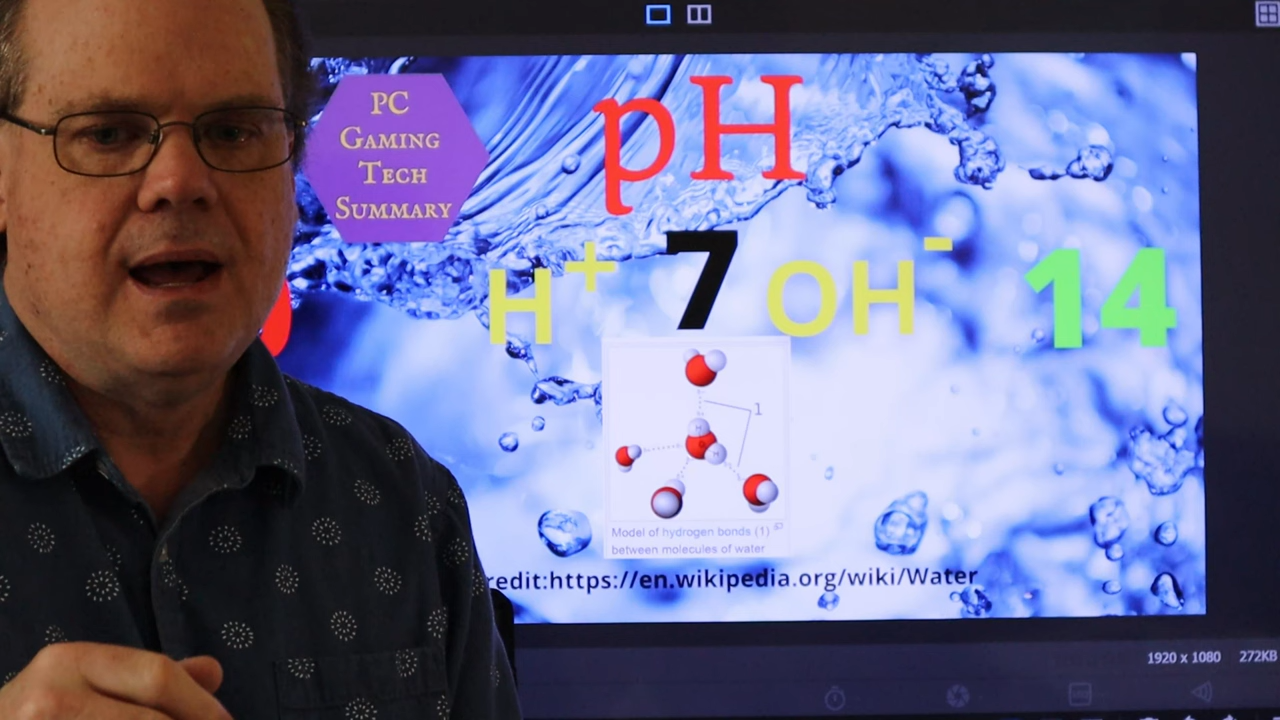 PC
GAMING
TECH
SUMMARY
pH
H+ 7 OH- 14
1
Model of hydrogen bonds (1)
between molecules of water
redit:https://en.wikipedia.org/wiki/Water
1920 x 1080 272KB